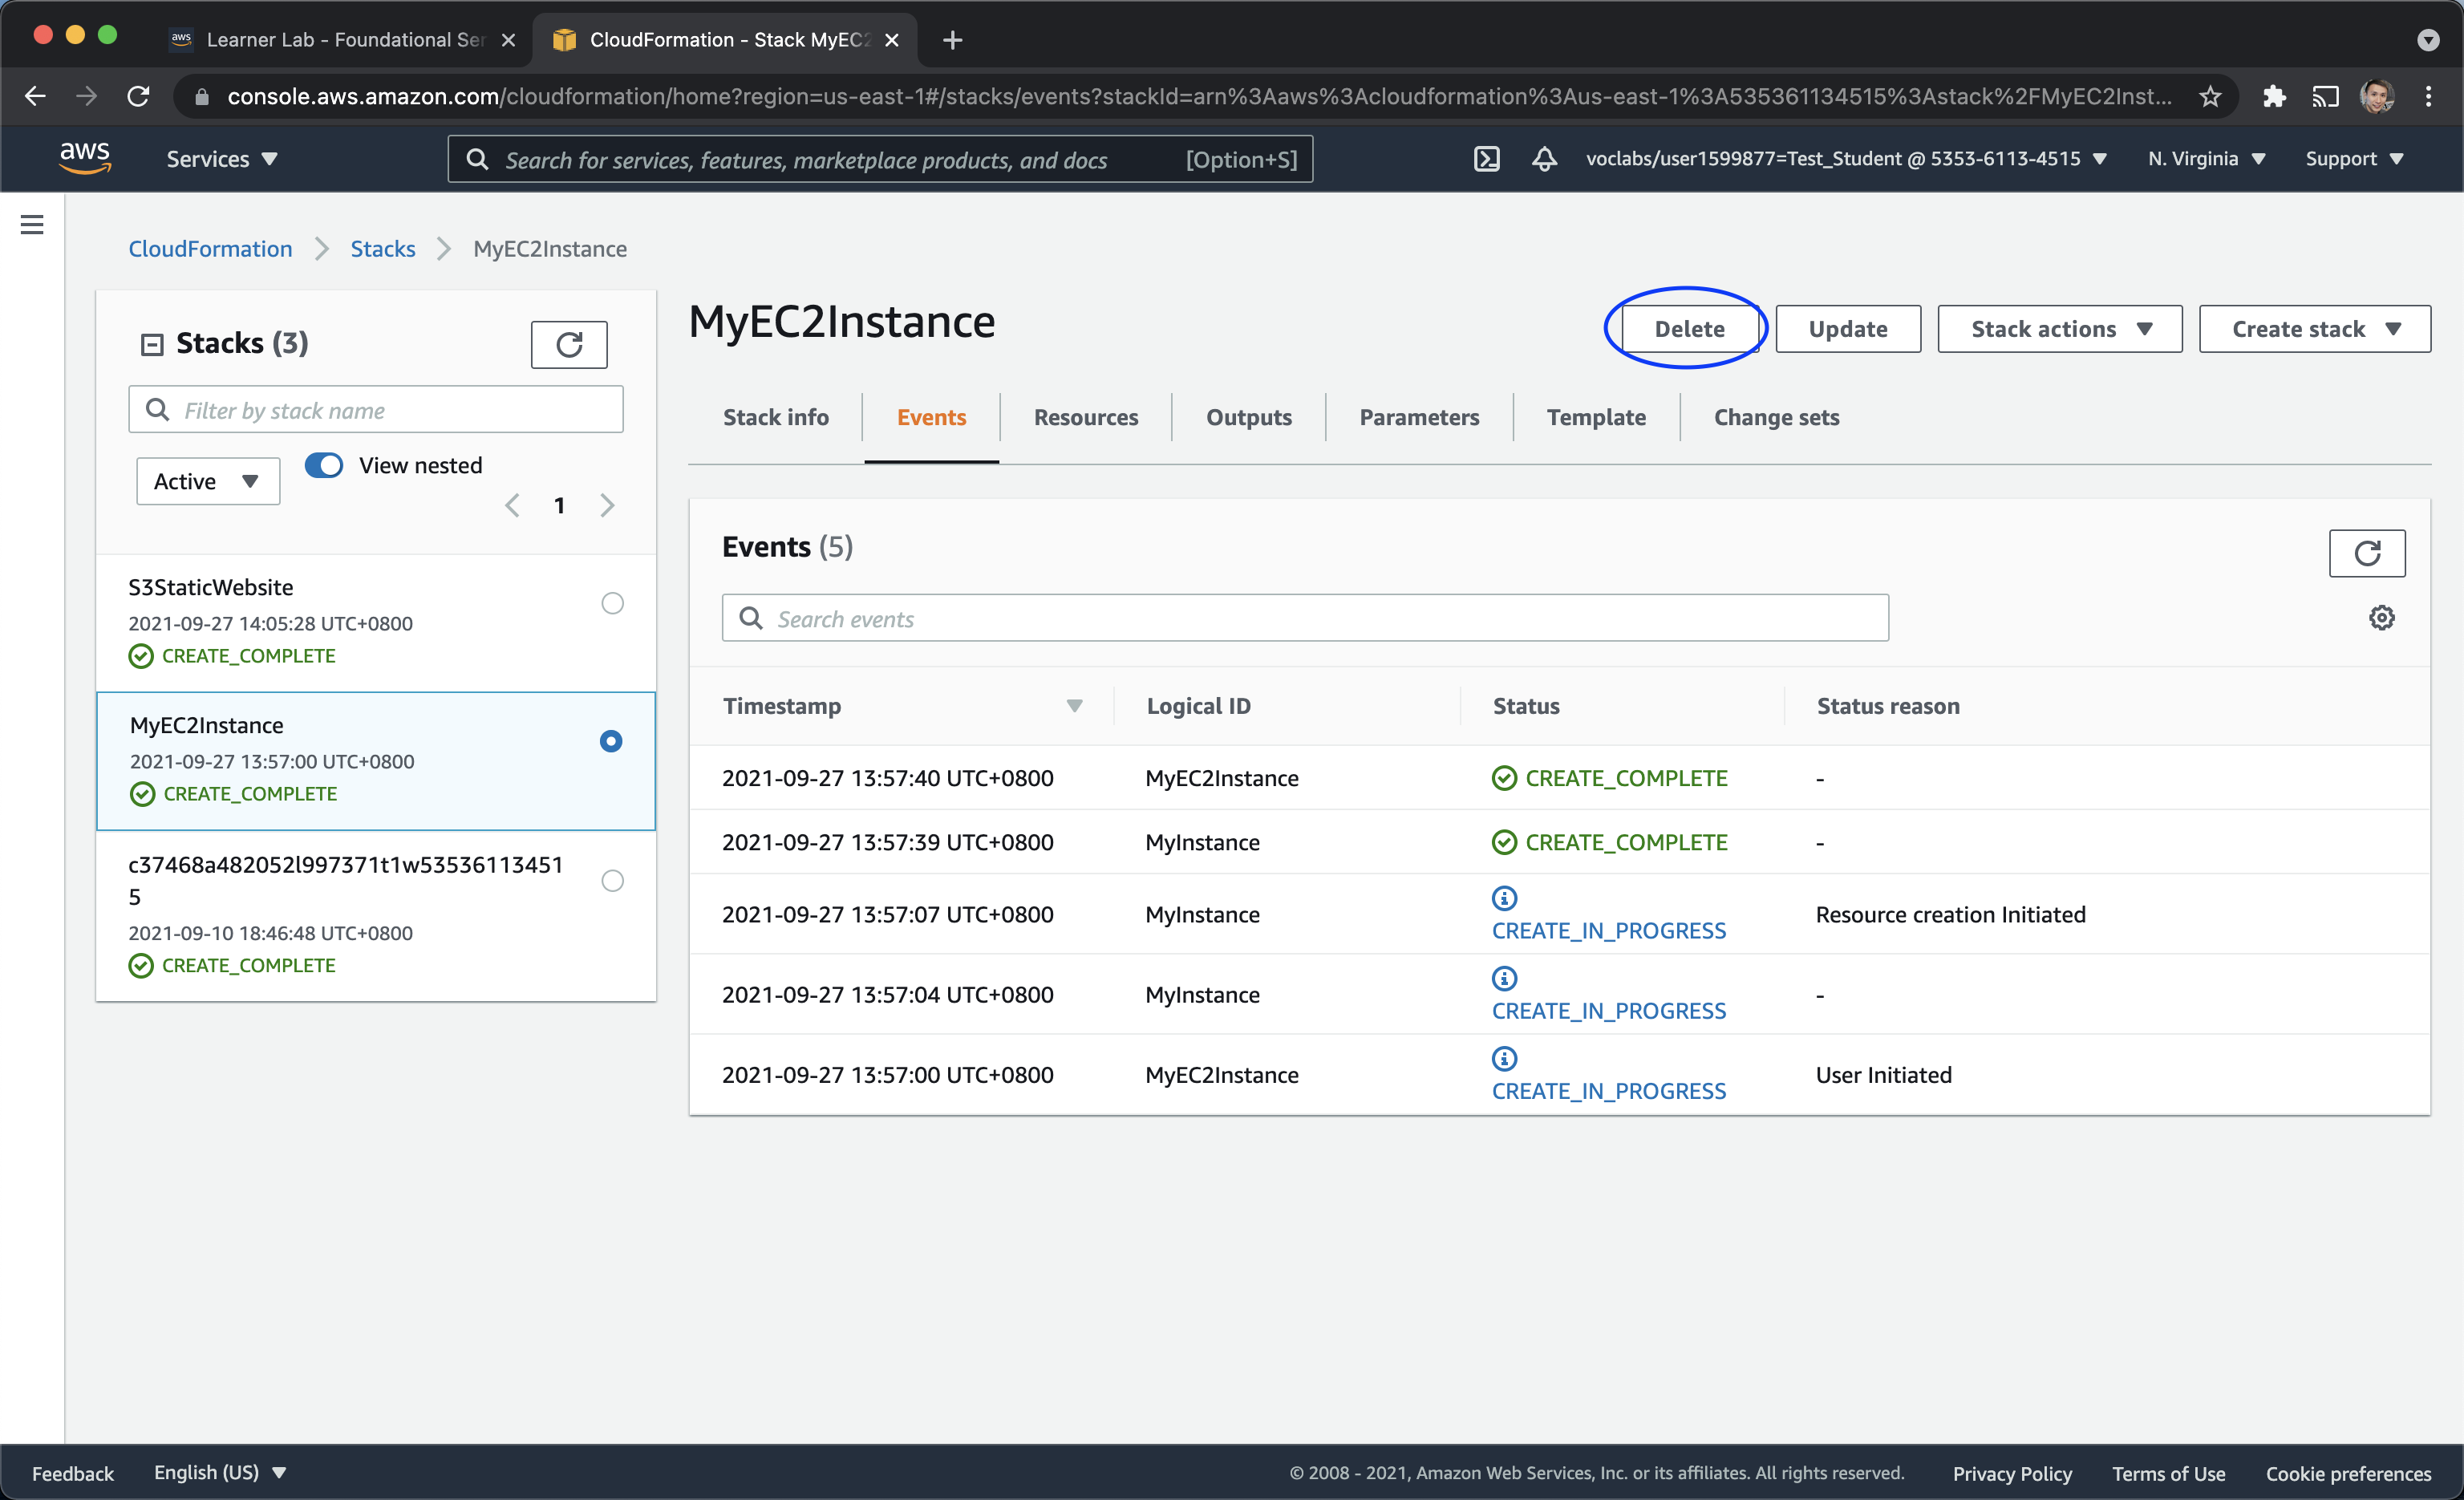 aws Learner Lab - Foundational Ser
CloudFormation - Stack MyEC2
console.aws.amazon.com/cloudformation/home?region=us-east-1#/stacks/events?stackId=arn%3Aaws%3Acloudformation%3Aus-east-1%3A535361134515%3Astack%2FMyEC2Inst...
aws Services Search for services, features, marketplace products, and docs [Option+S] voclabs/user1599877=Test_Student @ 5353-6113-4515 N. Virginia Support
CloudFormation Stacks MyEC2Instance
Stacks (3)
Filter by stack name
Active View nested
1
S3StaticWebsite
2021-09-27 14:05:28 UTC+0800
CREATE_COMPLETE
MyEC2Instance
2021-09-27 13:57:00 UTC+0800
CREATE_COMPLETE
c37468a482052l997371t1w53536113451
5
2021-09-10 18:46:48 UTC+0800
CREATE_COMPLETE
MyEC2Instance
Delete Update Stack actions Create stack
Stack info Events Resources Outputs Parameters Template Change sets
Events (5)
Search events
Timestamp Logical ID Status Status reason
2021-09-27 13:57:40 UTC+0800 MyEC2Instance CREATE_COMPLETE -
2021-09-27 13:57:39 UTC+0800 MyInstance CREATE_COMPLETE -
2021-09-27 13:57:07 UTC+0800 MyInstance CREATE_IN_PROGRESS Resource creation Initiated
2021-09-27 13:57:04 UTC+0800 MyInstance CREATE_IN_PROGRESS -
2021-09-27 13:57:00 UTC+0800 MyEC2Instance CREATE_IN_PROGRESS User Initiated
Feedback English (US) © 2008 - 2021, Amazon Web Services, Inc. or its affiliates. All rights reserved. Privacy Policy Terms of Use Cookie preferences